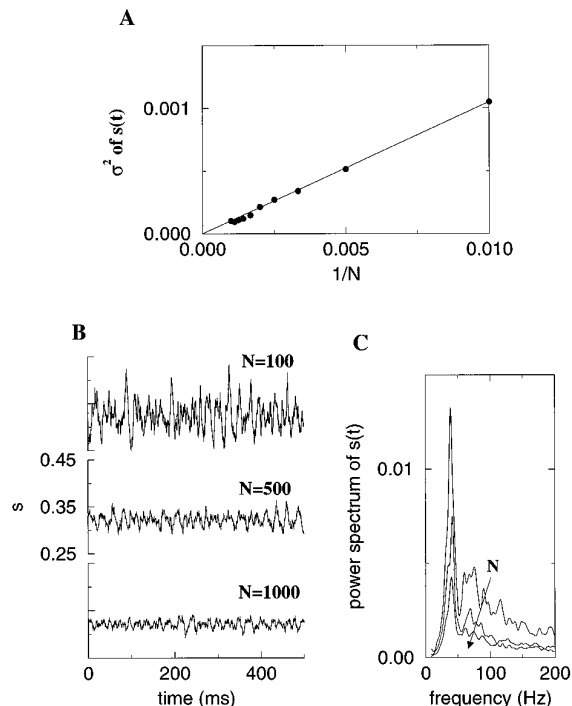 A
σ² of s(t)
0.001
0.000
0.000
0.005
0.010
1/N
B
N=100
N=500
N=1000
s
0.45
0.35
0.25
0
200
400
time (ms)
C
power spectrum of s(t)
0.01
0.00
N
0
100
200
frequency (Hz)